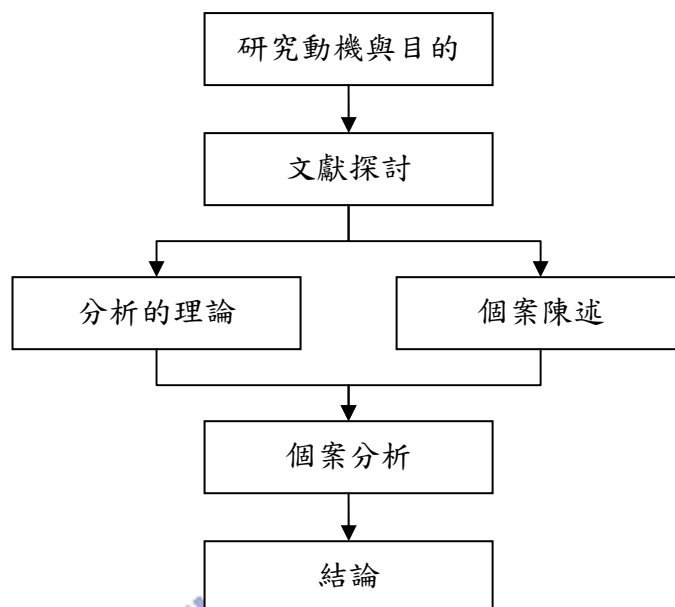 研究動機與目的
文獻探討
分析的理論
個案陳述
個案分析
結論